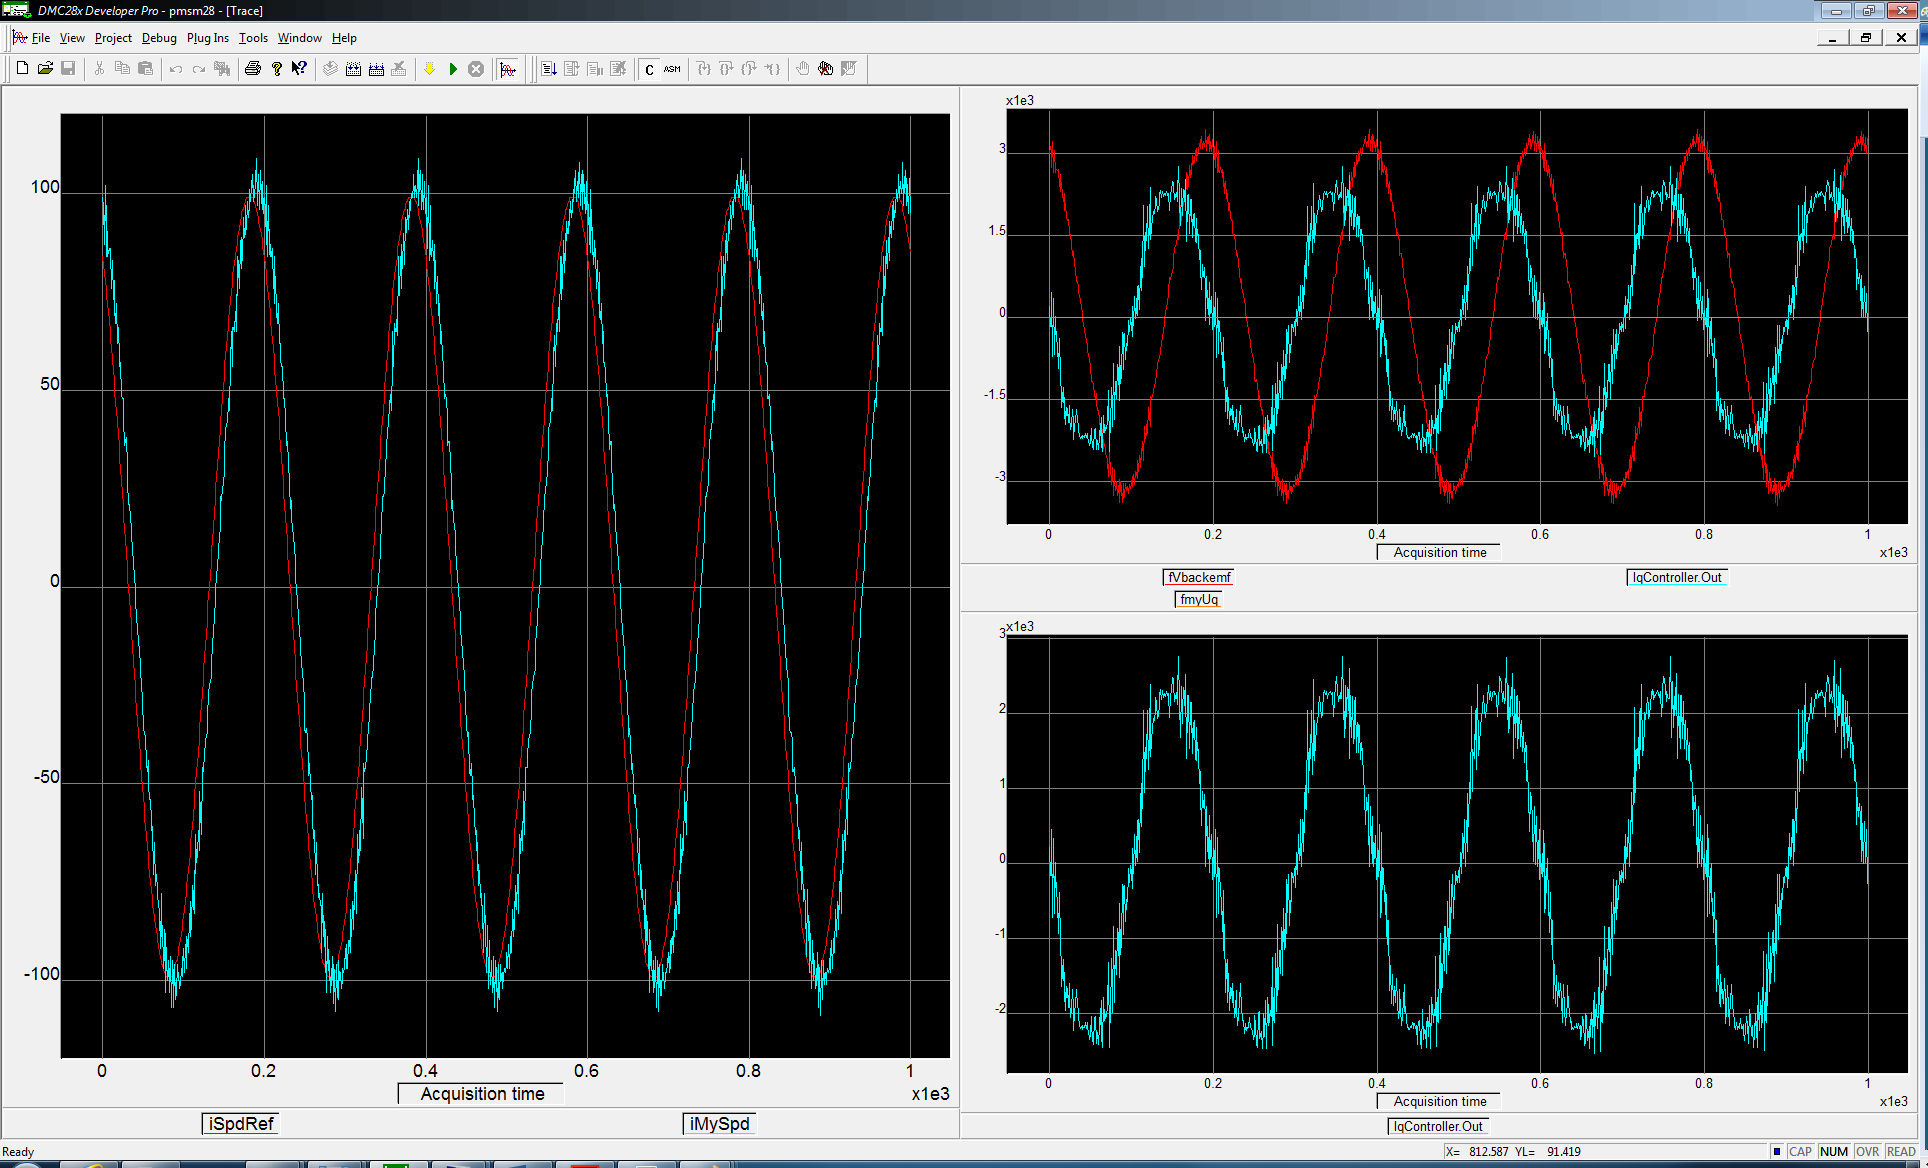 DMC28x Developer Pro - pmsm28 - [Trace]
File View Project Debug Plug Ins Tools Window Help
C ASM
100
50
0
-50
-100
0 0.2 0.4 0.6 0.8 1
Acquisition time x1e3
iSpdRef iMySpd
x1e3
3
1.5
0
-1.5
-3
0 0.2 0.4 0.6 0.8 1
Acquisition time x1e3
fVbackemf IqController.Out
fmyUq
x1e3
3
2
1
0
-1
-2
0 0.2 0.4 0.6 0.8 1
Acquisition time x1e3
IqController.Out
Ready X= 812.587 YL= 91.419 CAP NUM OVR READ